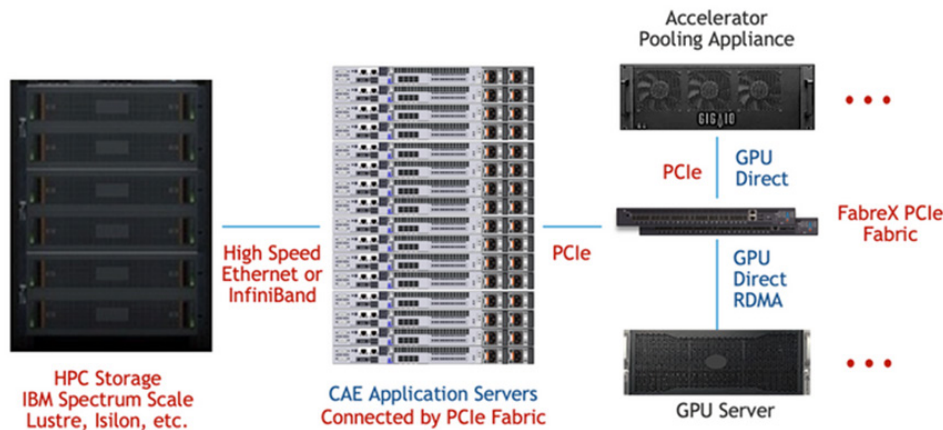 Accelerator
Pooling Appliance
GIGIO
PCIe
GPU
Direct
FabreX PCIe
Fabric
High Speed
Ethernet or
InfiniBand
PCIe
GPU
Direct
RDMA
HPC Storage
IBM Spectrum Scale
Lustre, Isilon, etc.
CAE Application Servers
Connected by PCIe Fabric
GPU Server